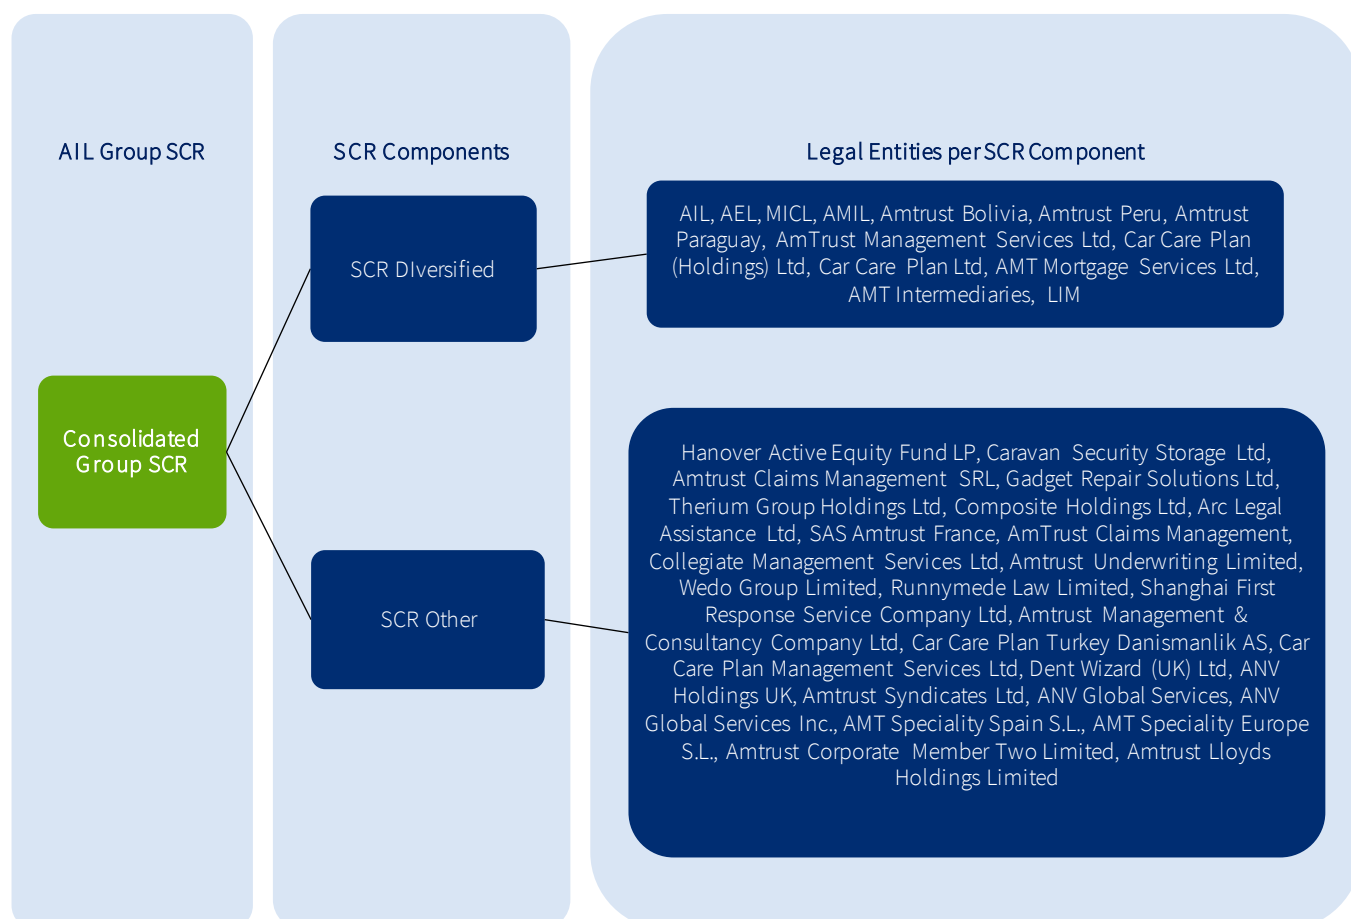 AIL Group SCR
SCR Components
Legal Entities per SCR Component
Consolidated
Group SCR
SCR DIversified
AIL, AEL, MICL, AMIL, Amtrust Bolivia, Amtrust Peru, Amtrust
Paraguay, AmTrust Management Services Ltd, Car Care Plan
(Holdings) Ltd, Car Care Plan Ltd, AMT Mortgage Services Ltd,
AMT Intermediaries, LIM
SCR Other
Hanover Active Equity Fund LP, Caravan Security Storage Ltd,
Amtrust Claims Management SRL, Gadget Repair Solutions Ltd,
Therium Group Holdings Ltd, Composite Holdings Ltd, Arc Legal
Assistance Ltd, SAS Amtrust France, AmTrust Claims Management,
Collegiate Management Services Ltd, Amtrust Underwriting Limited,
Wedo Group Limited, Runnymede Law Limited, Shanghai First
Response Service Company Ltd, Amtrust Management &
Consultancy Company Ltd, Car Care Plan Turkey Danismanlik AS, Car
Care Plan Management Services Ltd, Dent Wizard (UK) Ltd, ANV
Holdings UK, Amtrust Syndicates Ltd, ANV Global Services, ANV
Global Services Inc., AMT Speciality Spain S.L., AMT Speciality Europe
S.L., Amtrust Corporate Member Two Limited, Amtrust Lloyds
Holdings Limited